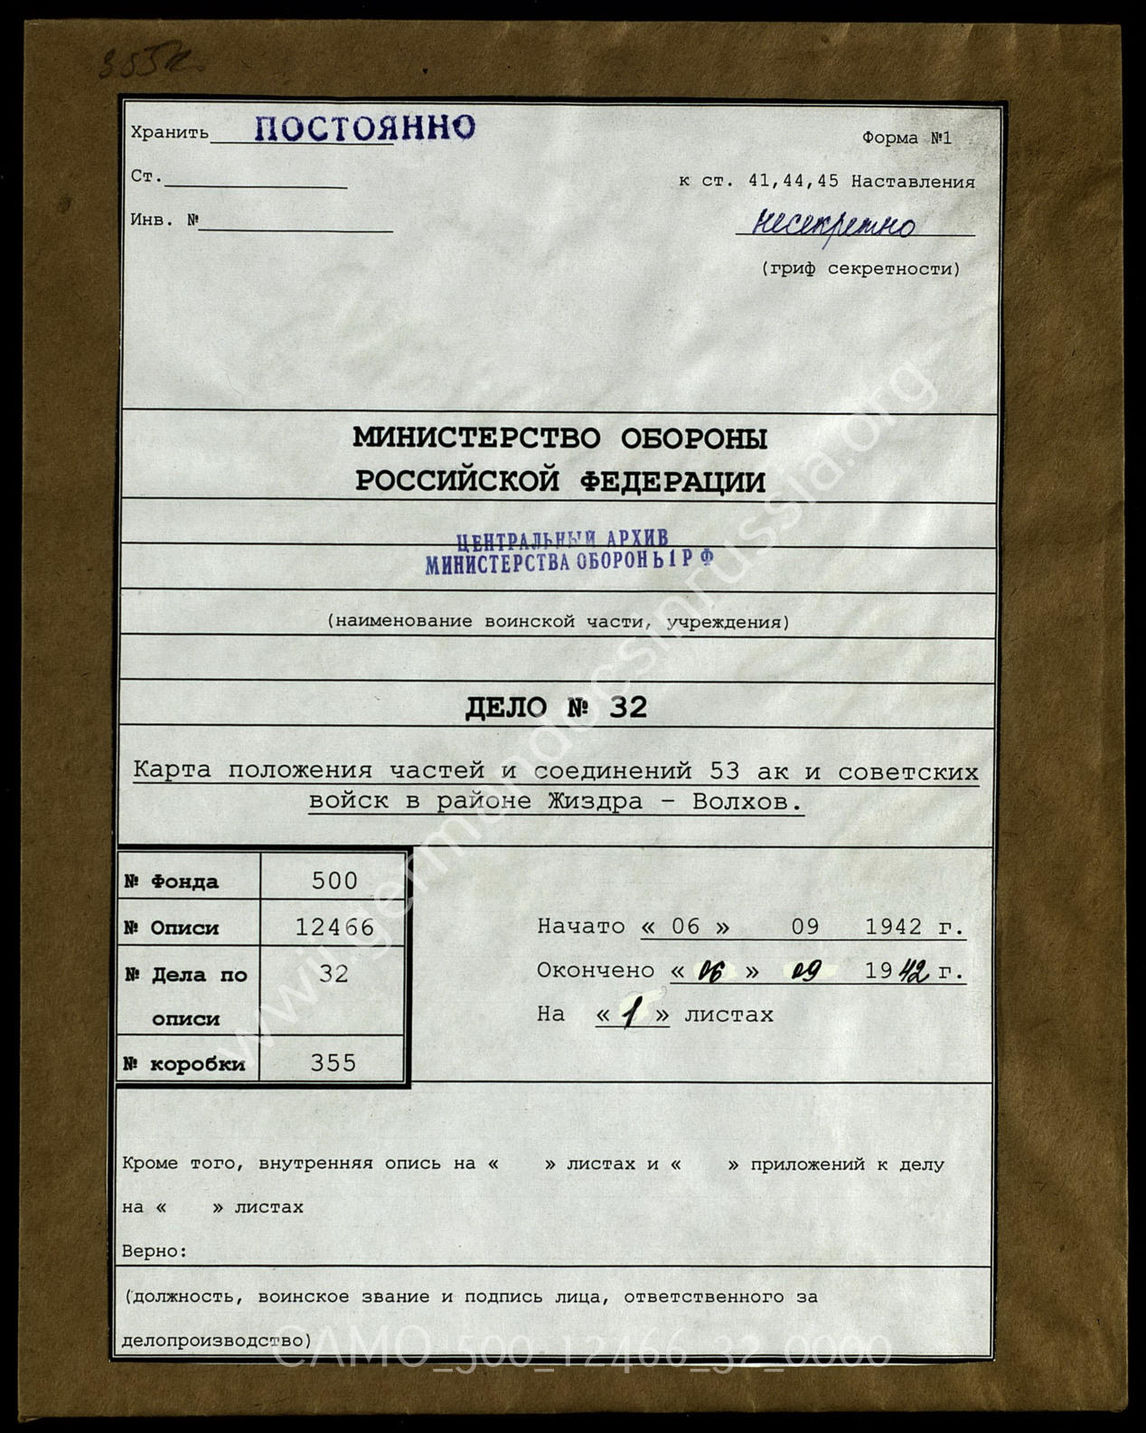 355к
Хранить ПОСТОЯННО
Форма №1
Ст.
к ст. 41,44,45 Наставления
Инв. №
несекретно
(гриф секретности)
МИНИСТЕРСТВО ОБОРОНЫ
РОССИЙСКОЙ ФЕДЕРАЦИИ
ЦЕНТРАЛЬНЫЙ АРХИВ
МИНИСТЕРСТВА ОБОРОНЫ РФ
(наименование воинской части, учреждения)
ДЕЛО № 32
Карта положения частей и соединений 53 ак и советских
войск в районе Жиздра – Волхов.
№ Фонда 500
№ Описи 12466
№ Дела по описи 32
№ коробки 355
Начато « 06 » 09 1942 г.
Окончено « 06 » 09 1942 г.
На « 1 » листах
Кроме того, внутренняя опись на « » листах и « » приложений к делу
на « » листах
Верно:
(должность, воинское звание и подпись лица, ответственного за
делопроизводство)
www.germandocsinrussia.org
CAMO_500_12466_32_0000